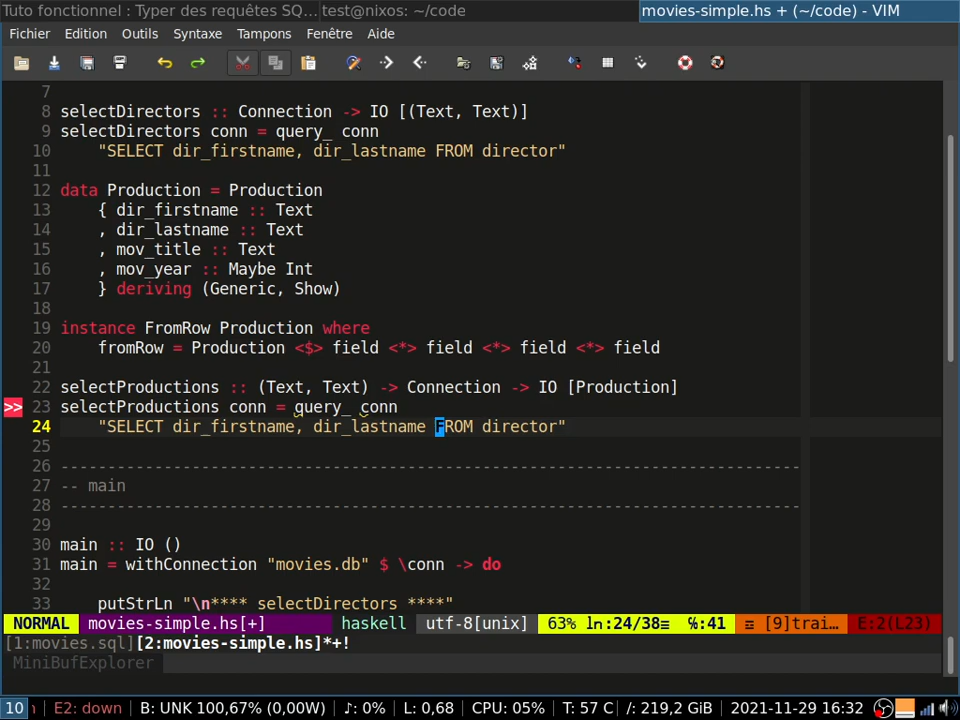 Tuto fonctionnel : Typer des requêtes SQ… test@nixos: ~/code movies-simple.hs + (~/code) - VIM
Fichier Edition Outils Syntaxe Tampons Fenêtre Aide
7
8 selectDirectors :: Connection -> IO [(Text, Text)]
9 selectDirectors conn = query_ conn
10 "SELECT dir_firstname, dir_lastname FROM director"
11
12 data Production = Production
13 { dir_firstname :: Text
14 , dir_lastname :: Text
15 , mov_title :: Text
16 , mov_year :: Maybe Int
17 } deriving (Generic, Show)
18
19 instance FromRow Production where
20 fromRow = Production <$> field <*> field <*> field <*> field
21
22 selectProductions :: (Text, Text) -> Connection -> IO [Production]
>> 23 selectProductions conn = query_ conn
24 "SELECT dir_firstname, dir_lastname FROM director"
25
26 -------------------------------------------------------------------------------
27 -- main
28 -------------------------------------------------------------------------------
29
30 main :: IO ()
31 main = withConnection "movies.db" $ \conn -> do
32
33 putStrLn "\n**** selectDirectors ****"
NORMAL movies-simple.hs[+] haskell utf-8[unix] 63% ln:24/38≡ ℅:41 ☲ [9]trai… E:2(L23)
[1:movies.sql][2:movies-simple.hs]*+!
MiniBufExplorer
10 E2: down B: UNK 100,67% (0,00W) ♪: 0% L: 0,68 CPU: 05% T: 57 C /: 219,2 GiB 2021-11-29 16:32